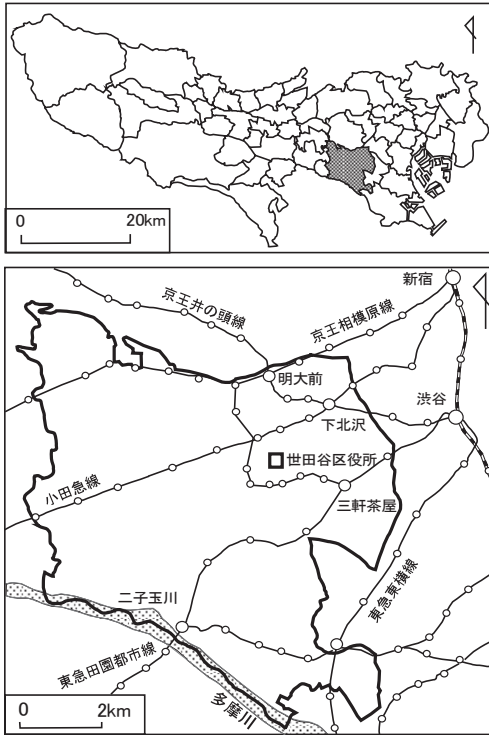 0 20km
新宿
京王井の頭線
京王相模原線
明大前
渋谷
下北沢
世田谷区役所
小田急線
三軒茶屋
東急東横線
二子玉川
東急田園都市線
多摩川
0 2km